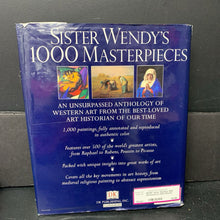 SISTER WENDY'S
1000 MASTERPIECES
AN UNSURPASSED ANTHOLOGY OF
WESTERN ART FROM THE BEST-LOVED
ART HISTORIAN OF OUR TIME
1,000 paintings, fully annotated and reproduced
in authentic color
Features over 500 of the world's greatest artists,
from Raphael to Rubens, Poussin to Picasso
Packed with unique insights into great works of art
Covers all the key movements in art history, from
medieval religious painting to abstract expressionism
DK
DK PUBLISHING, INC.